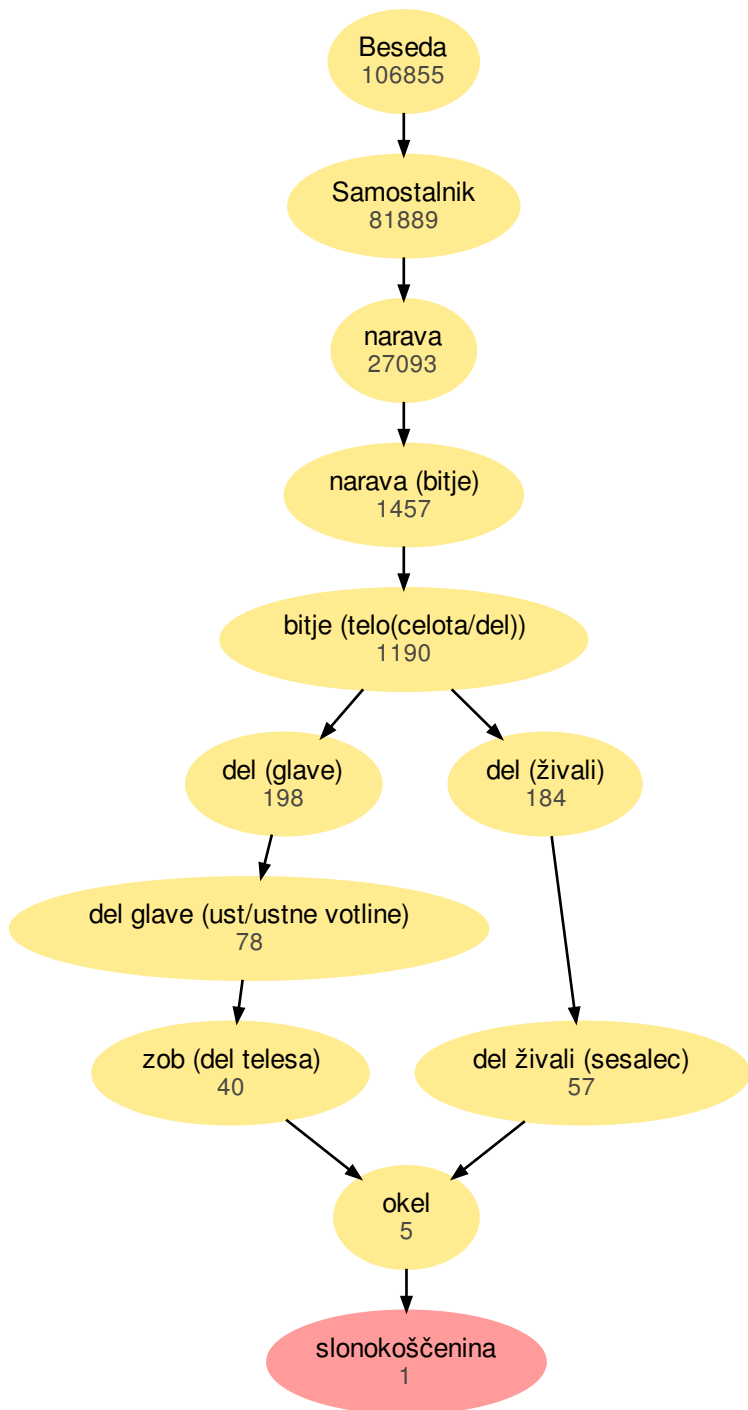 Beseda
106855
Samostalnik
81889
narava
27093
narava (bitje)
1457
bitje (telo(celota/del))
1190
del (glave)
198
del (živali)
184
del glave (ust/ustne votline)
78
zob (del telesa)
40
del živali (sesalec)
57
okel
5
slonokoščenina
1